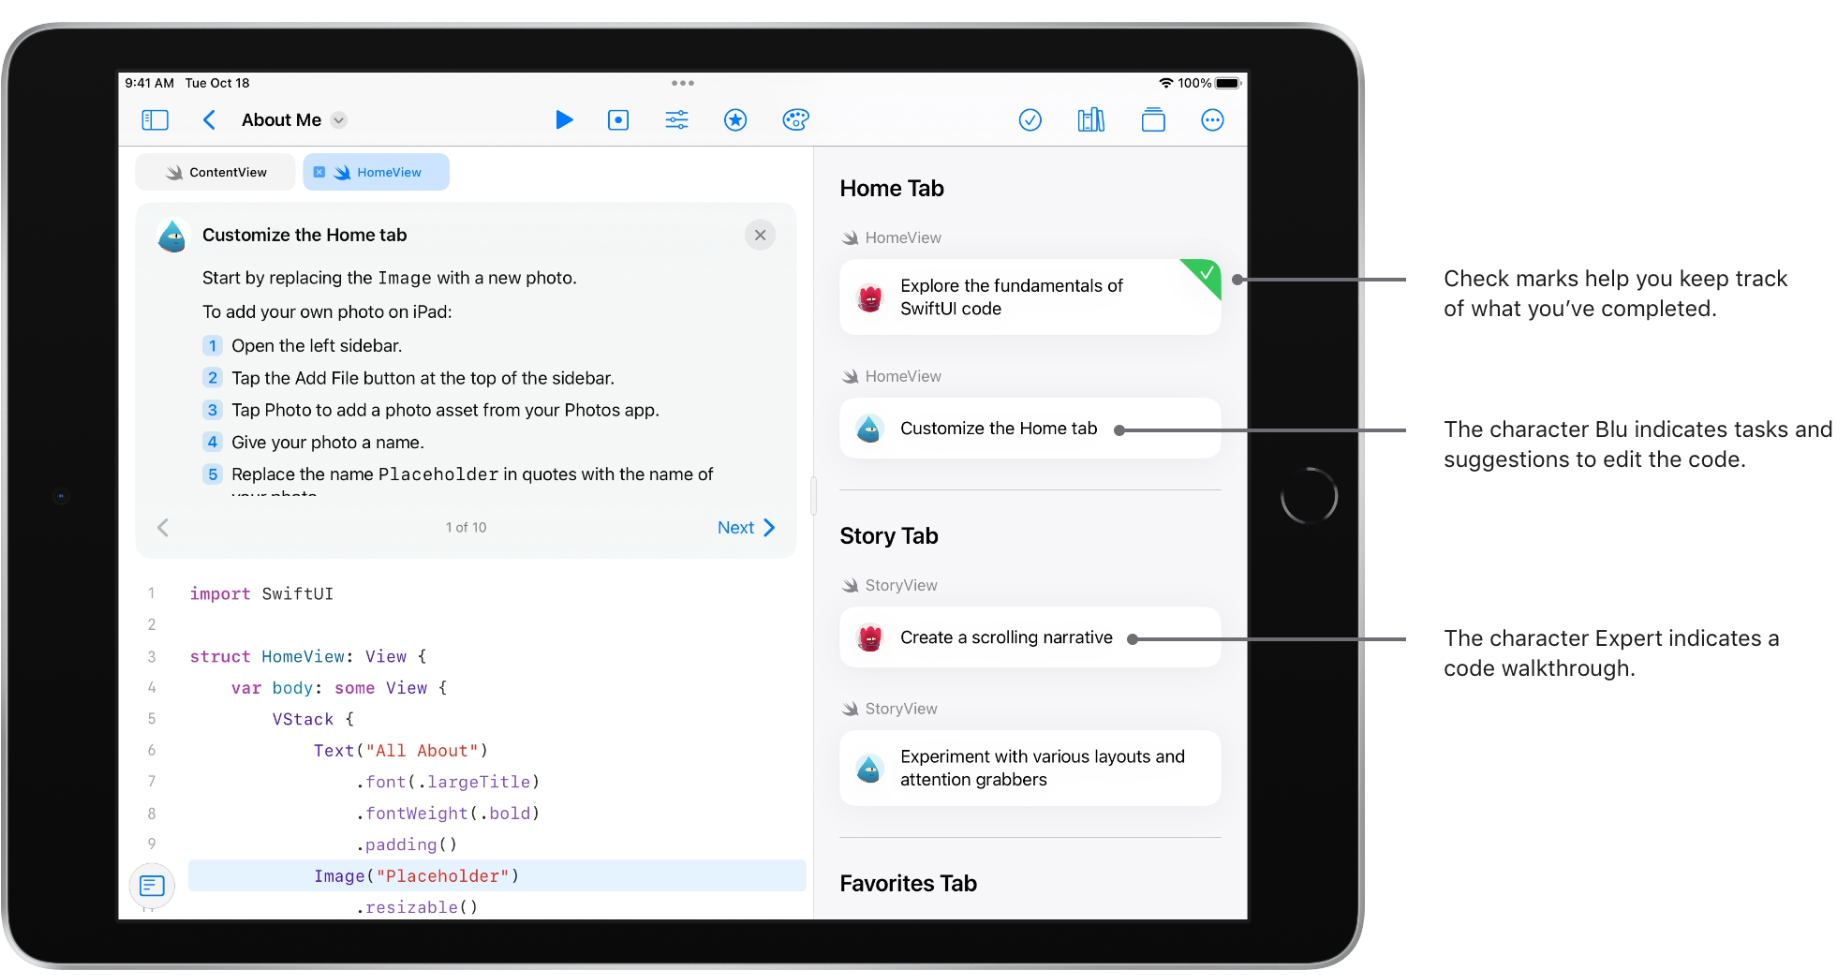 9:41 AM Tue Oct 18
100%
About Me
ContentView
HomeView
Customize the Home tab
Start by replacing the Image with a new photo.
To add your own photo on iPad:
1 Open the left sidebar.
2 Tap the Add File button at the top of the sidebar.
3 Tap Photo to add a photo asset from your Photos app.
4 Give your photo a name.
5 Replace the name Placeholder in quotes with the name of
your photo
1 of 10
Next
1 import SwiftUI
2
3 struct HomeView: View {
4 var body: some View {
5 VStack {
6 Text("All About")
7 .font(.largeTitle)
8 .fontWeight(.bold)
9 .padding()
Image("Placeholder")
.resizable()
Home Tab
HomeView
Explore the fundamentals of
SwiftUI code
HomeView
Customize the Home tab
Story Tab
StoryView
Create a scrolling narrative
StoryView
Experiment with various layouts and
attention grabbers
Favorites Tab
Check marks help you keep track
of what you've completed.
The character Blu indicates tasks and
suggestions to edit the code.
The character Expert indicates a
code walkthrough.